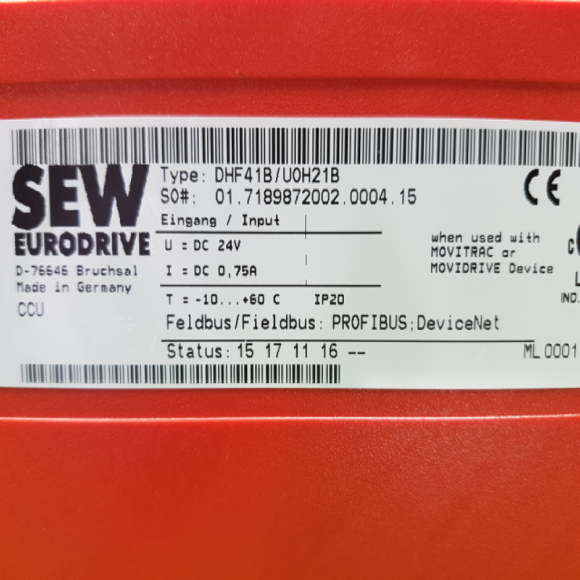 SEW
EURODRIVE
D-76646 Bruchsal
Made in Germany
CCU
Type: DHF41B/UOH21B
SO#: 01.7189872002.0004.15
Eingang / Input
U = DC 24V
I = DC 0,75A
T = -10...+60 C IP20
Feldbus/Fieldbus: PROFIBUS;DeviceNet
Status: 15 17 11 16 --
CE
when used with
MOVITRAC or
MOVIDRIVE Device
C
L
IND.
ML 0001